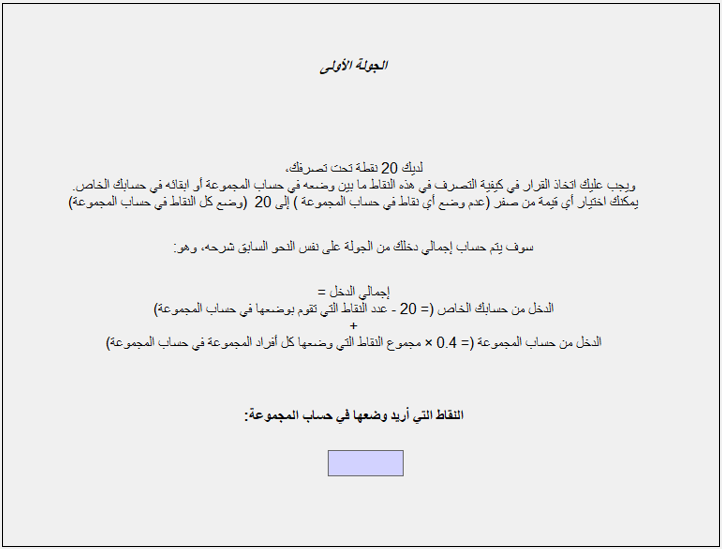 الجولة الأولى
لديك 20 نقطة تحت تصرفك،
ويجب عليك اتخاذ القرار في كيفية التصرف في هذه النقاط ما بين وضعه في حساب المجموعة أو ابقائه في حسابك الخاص.
يمكنك اختيار أي قيمة من صفر (عدم وضع أي نقاط في حساب المجموعة ) إلى 20 (وضع كل النقاط في حساب المجموعة)
سوف يتم حساب إجمالي دخلك من الجولة على نفس النحو السابق شرحه، وهو:
إجمالي الدخل =
الدخل من حسابك الخاص (= 20 - عدد النقاط التي تقوم بوضعها في حساب المجموعة)
+
الدخل من حساب المجموعة (= 0.4 × مجموع النقاط التي وضعها كل أفراد المجموعة في حساب المجموعة)
النقاط التي أريد وضعها في حساب المجموعة: